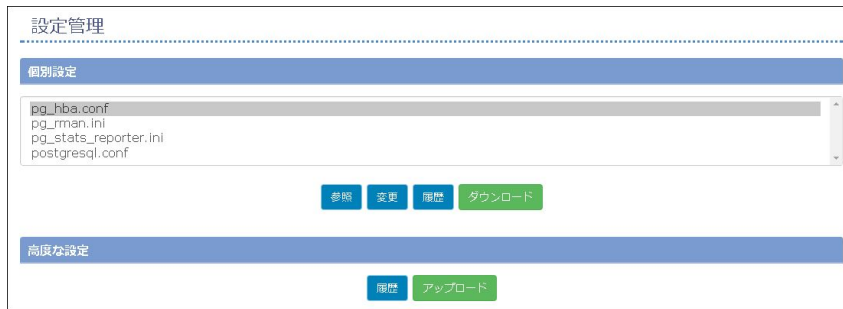 設定管理
個別設定
pg_hba.conf
pg_rman.ini
pg_stats_reporter.ini
postgresql.conf
参照 変更 履歴 ダウンロード
高度な設定
履歴 アップロード